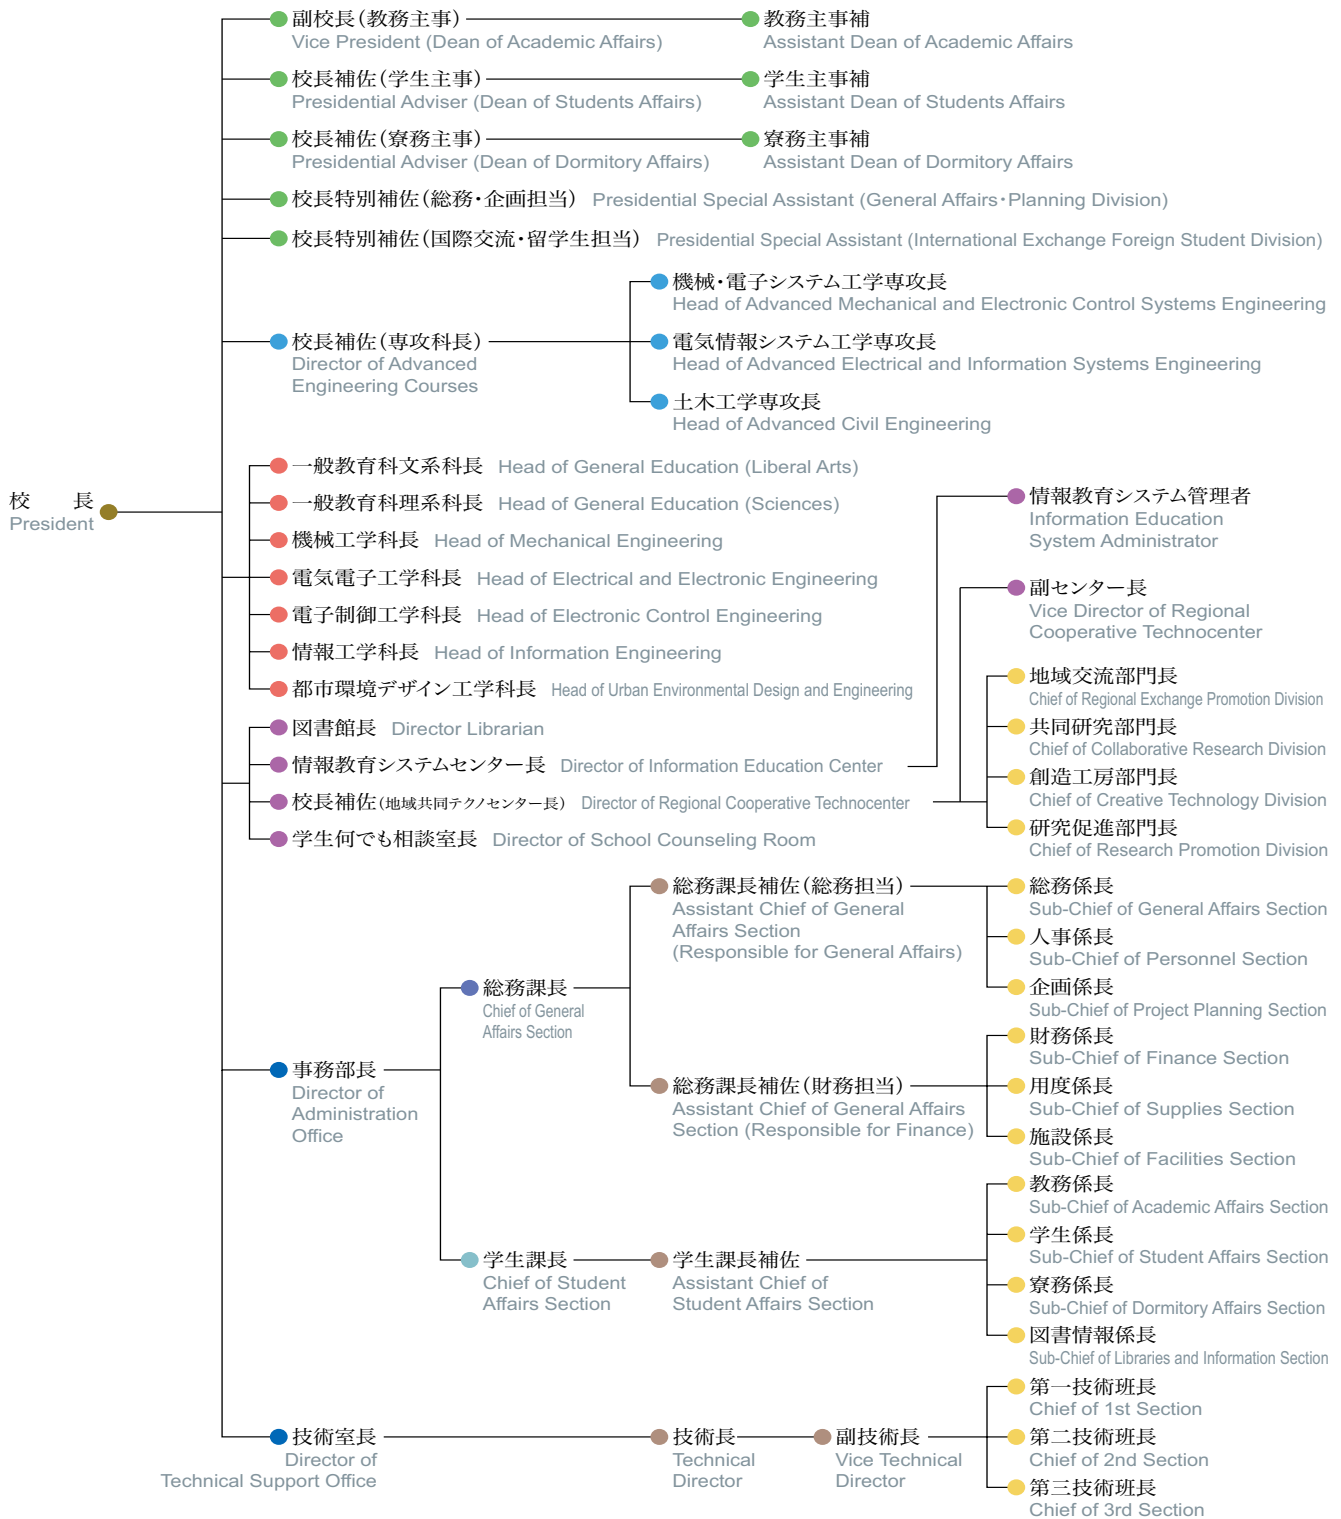 副校長(教務主事)
Vice President (Dean of Academic Affairs)
教務主事補
Assistant Dean of Academic Affairs
校長補佐(学生主事)
Presidential Adviser (Dean of Students Affairs)
学生主事補
Assistant Dean of Students Affairs
校長補佐(寮務主事)
Presidential Adviser (Dean of Dormitory Affairs)
寮務主事補
Assistant Dean of Dormitory Affairs
校長特別補佐(総務・企画担当) Presidential Special Assistant (General Affairs・Planning Division)
校長特別補佐(国際交流・留学生担当) Presidential Special Assistant (International Exchange Foreign Student Division)
校長補佐(専攻科長)
Director of Advanced
Engineering Courses
機械・電子システム工学専攻長
Head of Advanced Mechanical and Electronic Control Systems Engineering
電気情報システム工学専攻長
Head of Advanced Electrical and Information Systems Engineering
土木工学専攻長
Head of Advanced Civil Engineering
校 長
President
一般教育科文系科長 Head of General Education (Liberal Arts)
一般教育科理系科長 Head of General Education (Sciences)
機械工学科長 Head of Mechanical Engineering
電気電子工学科長 Head of Electrical and Electronic Engineering
電子制御工学科長 Head of Electronic Control Engineering
情報工学科長 Head of Information Engineering
都市環境デザイン工学科長 Head of Urban Environmental Design and Engineering
図書館長 Director Librarian
情報教育システムセンター長 Director of Information Education Center
校長補佐(地域共同テクノセンター長) Director of Regional Cooperative Technocenter
学生何でも相談室長 Director of School Counseling Room
情報教育システム管理者
Information Education
System Administrator
副センター長
Vice Director of Regional
Cooperative Technocenter
地域交流部門長
Chief of Regional Exchange Promotion Division
共同研究部門長
Chief of Collaborative Research Division
創造工房部門長
Chief of Creative Technology Division
研究促進部門長
Chief of Research Promotion Division
事務部長
Director of
Administration
Office
総務課長
Chief of General
Affairs Section
総務課長補佐(総務担当)
Assistant Chief of General
Affairs Section
(Responsible for General Affairs)
総務係長
Sub-Chief of General Affairs Section
人事係長
Sub-Chief of Personnel Section
企画係長
Sub-Chief of Project Planning Section
総務課長補佐(財務担当)
Assistant Chief of General Affairs
Section (Responsible for Finance)
財務係長
Sub-Chief of Finance Section
用度係長
Sub-Chief of Supplies Section
施設係長
Sub-Chief of Facilities Section
学生課長
Chief of Student
Affairs Section
学生課長補佐
Assistant Chief of
Student Affairs Section
教務係長
Sub-Chief of Academic Affairs Section
学生係長
Sub-Chief of Student Affairs Section
寮務係長
Sub-Chief of Dormitory Affairs Section
図書情報係長
Sub-Chief of Libraries and Information Section
技術室長
Director of
Technical Support Office
技術長
Technical
Director
副技術長
Vice Technical
Director
第一技術班長
Chief of 1st Section
第二技術班長
Chief of 2nd Section
第三技術班長
Chief of 3rd Section